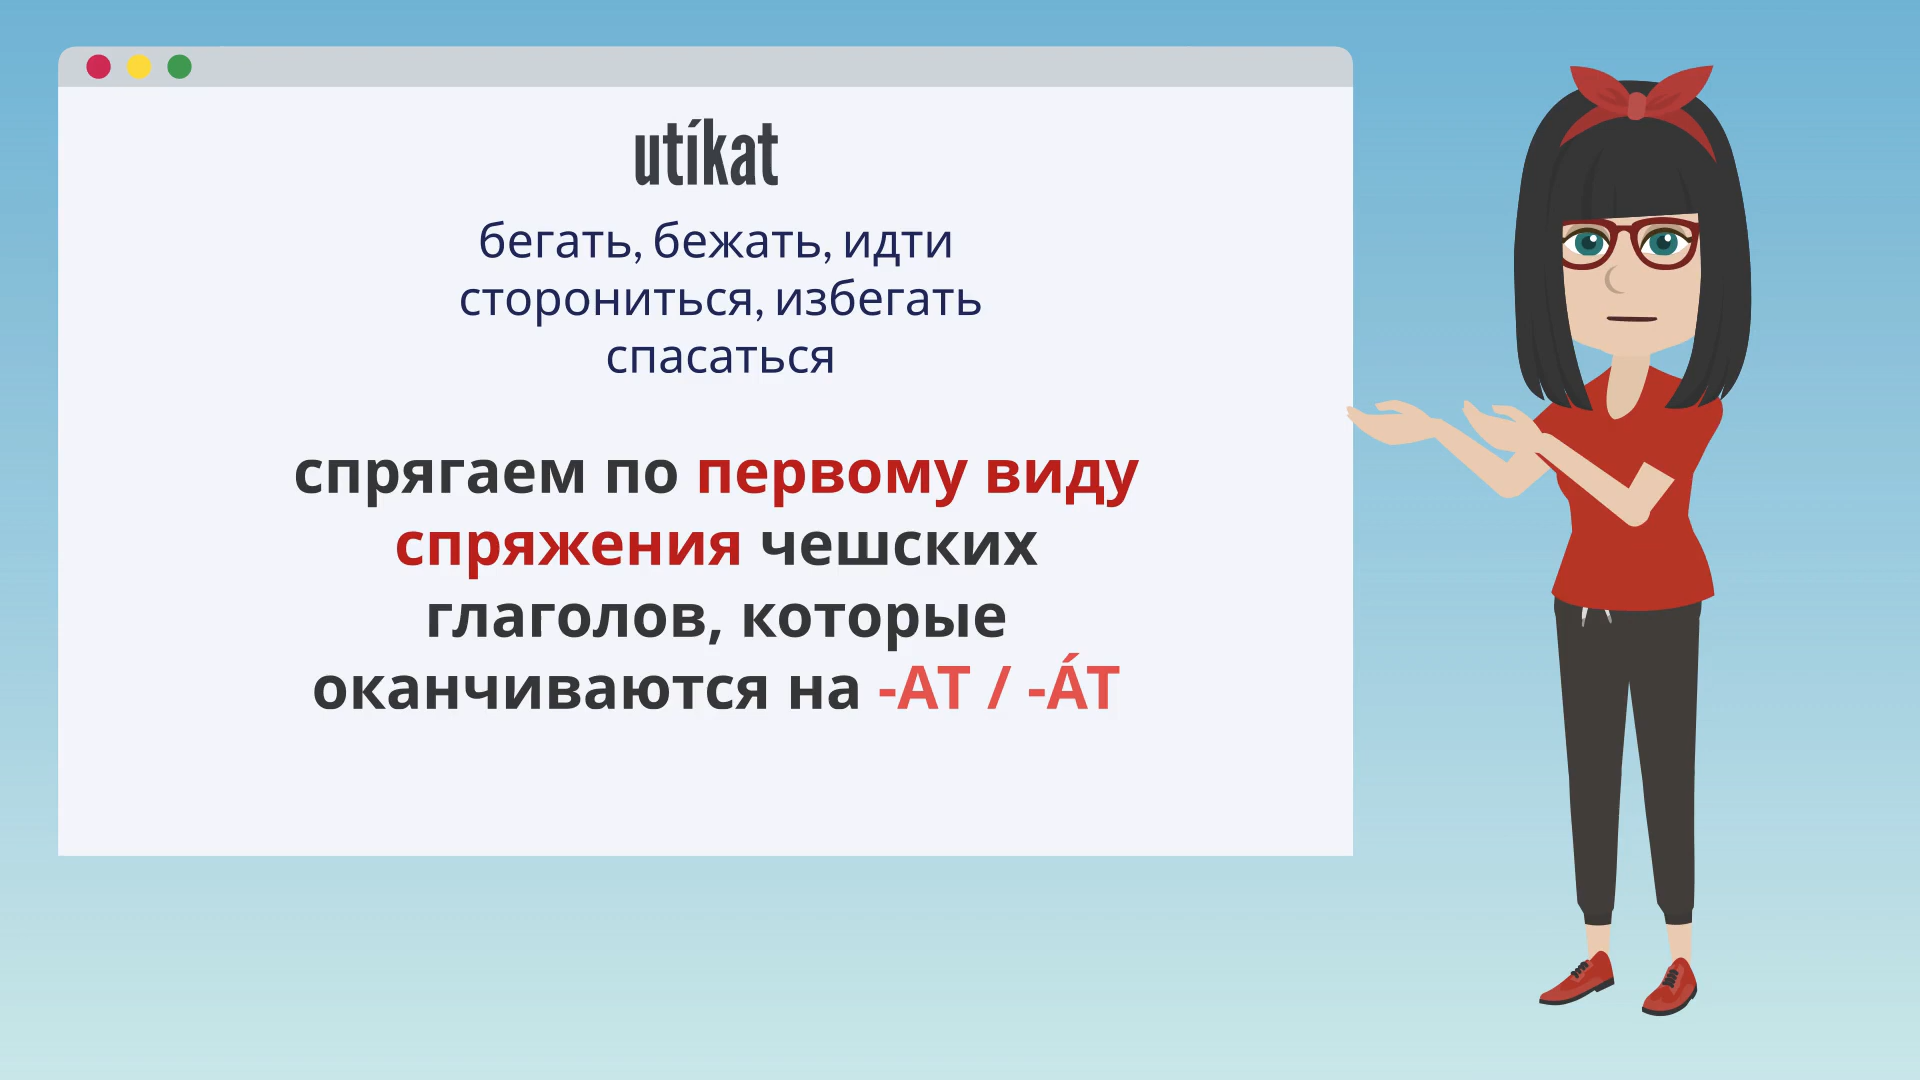 utíkat
бегать, бежать, идти
сторониться, избегать
спасаться
спрягаем по первому виду
спряжения чешских
глаголов, которые
оканчиваются на -AT / -ÁT